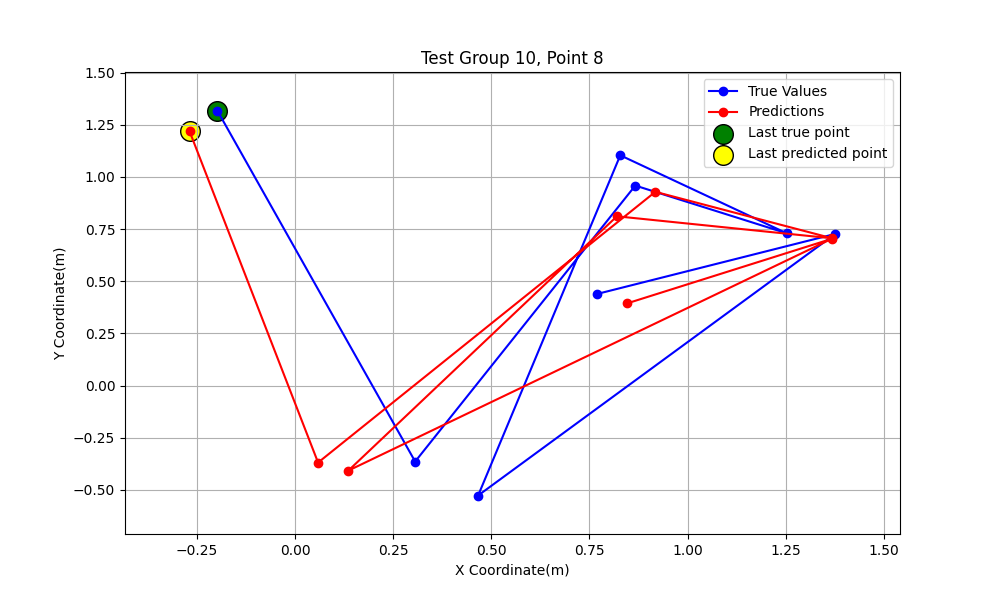 Test Group 10, Point 8
1.50
1.25
1.00
0.75
0.50
0.25
0.00
−0.25
−0.50
Y Coordinate(m)
True Values
Predictions
Last true point
Last predicted point
−0.25 0.00 0.25 0.50 0.75 1.00 1.25 1.50
X Coordinate(m)